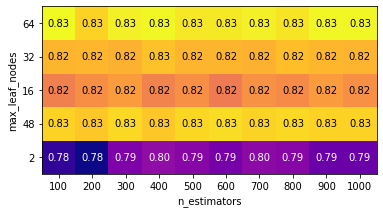 64 0.83 0.83 0.83 0.83 0.83 0.83 0.83 0.83 0.83 0.83
32 0.82 0.82 0.82 0.82 0.82 0.82 0.82 0.82 0.82 0.82
16 0.82 0.82 0.82 0.82 0.82 0.82 0.82 0.82 0.82 0.82
48 0.83 0.83 0.83 0.83 0.83 0.83 0.83 0.83 0.83 0.83
2 0.78 0.78 0.79 0.80 0.79 0.79 0.80 0.79 0.79 0.79
100 200 300 400 500 600 700 800 900 1000
max_leaf_nodes
n_estimators